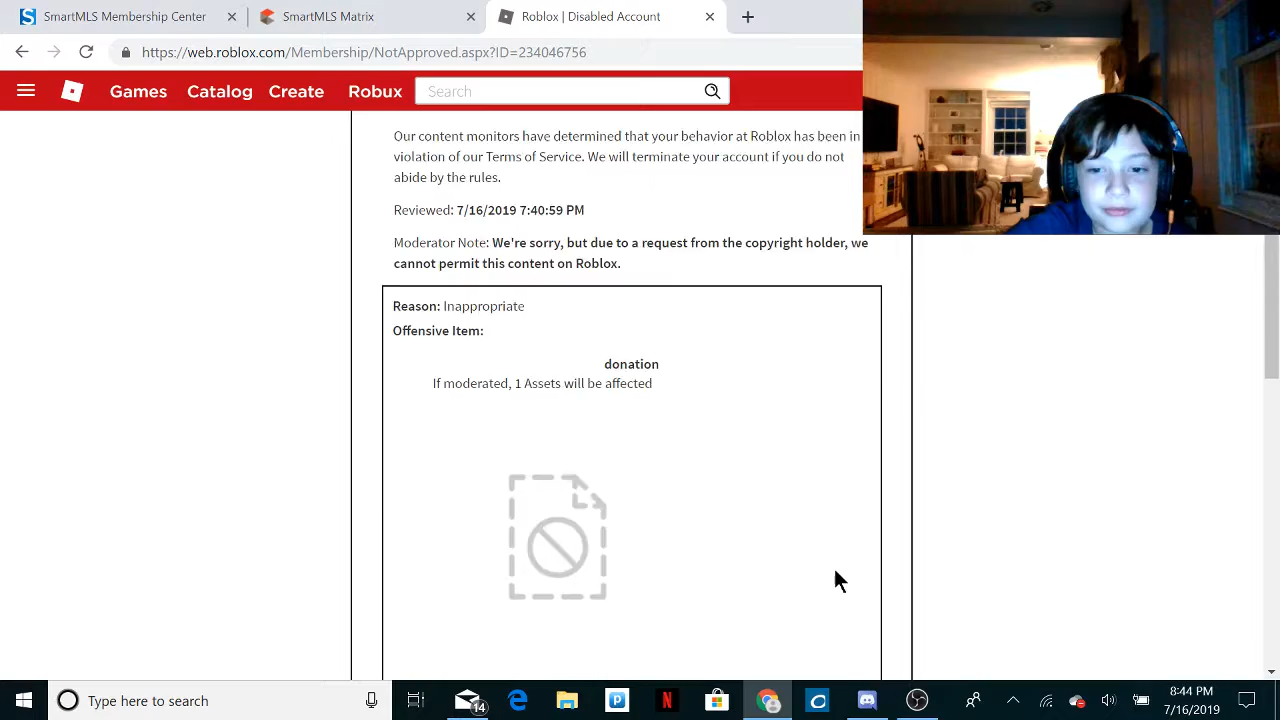 SmartMLS Membership Center
SmartMLS Matrix
Roblox | Disabled Account
https://web.roblox.com/Membership/NotApproved.aspx?ID=234046756
Games Catalog Create Robux Search
Our content monitors have determined that your behavior at Roblox has been in
violation of our Terms of Service. We will terminate your account if you do not
abide by the rules.
Reviewed: 7/16/2019 7:40:59 PM
Moderator Note: We're sorry, but due to a request from the copyright holder, we
cannot permit this content on Roblox.
Reason: Inappropriate
Offensive Item:
donation
If moderated, 1 Assets will be affected
Type here to search
14
8:44 PM
7/16/2019